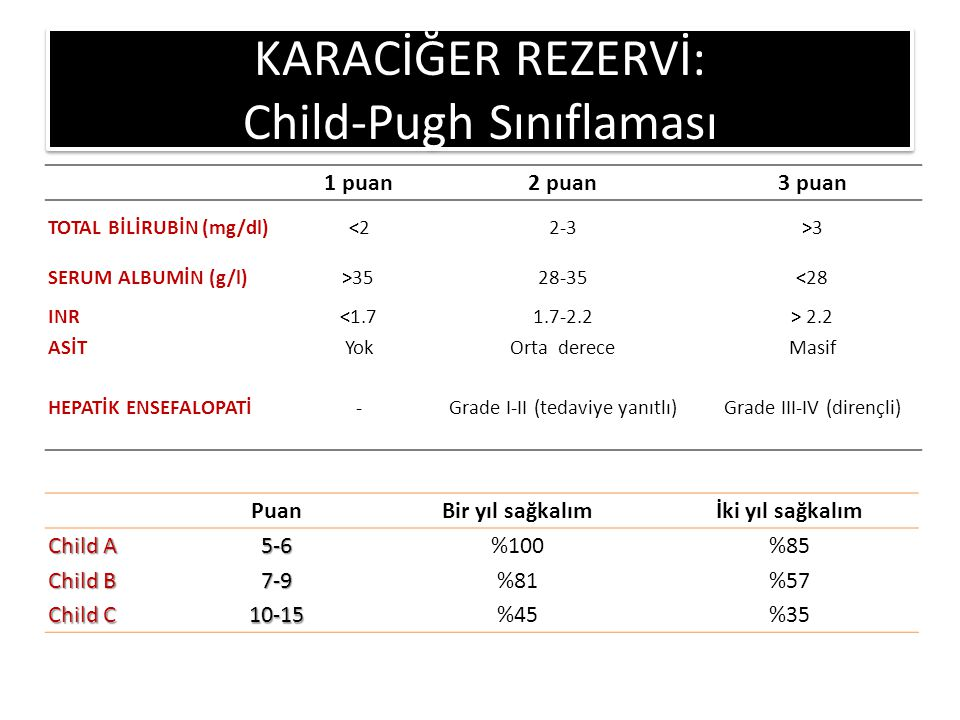 KARACİĞER REZERVİ:
Child-Pugh Sınıflaması
1 puan 2 puan 3 puan
TOTAL BİLİRUBİN (mg/dl) <2 2-3 >3
SERUM ALBUMİN (g/l) >35 28-35 <28
INR <1.7 1.7-2.2 > 2.2
ASİT Yok Orta derece Masif
HEPATİK ENSEFALOPATİ - Grade I-II (tedaviye yanıtlı) Grade III-IV (dirençli)
Puan Bir yıl sağkalım İki yıl sağkalım
Child A 5-6 %100 %85
Child B 7-9 %81 %57
Child C 10-15 %45 %35